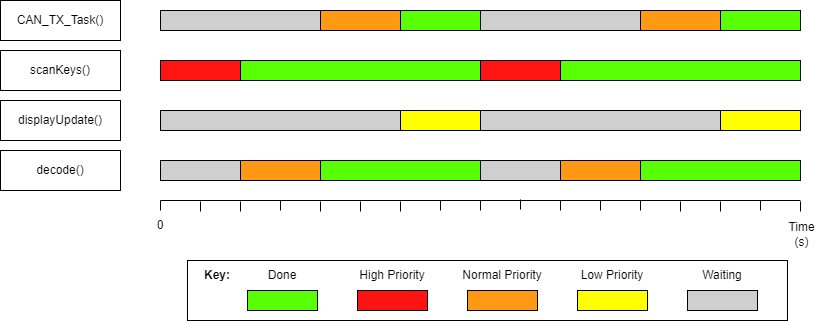 CAN_TX_Task()
scanKeys()
displayUpdate()
decode()
0
Time
(s)
Key: Done High Priority Normal Priority Low Priority Waiting